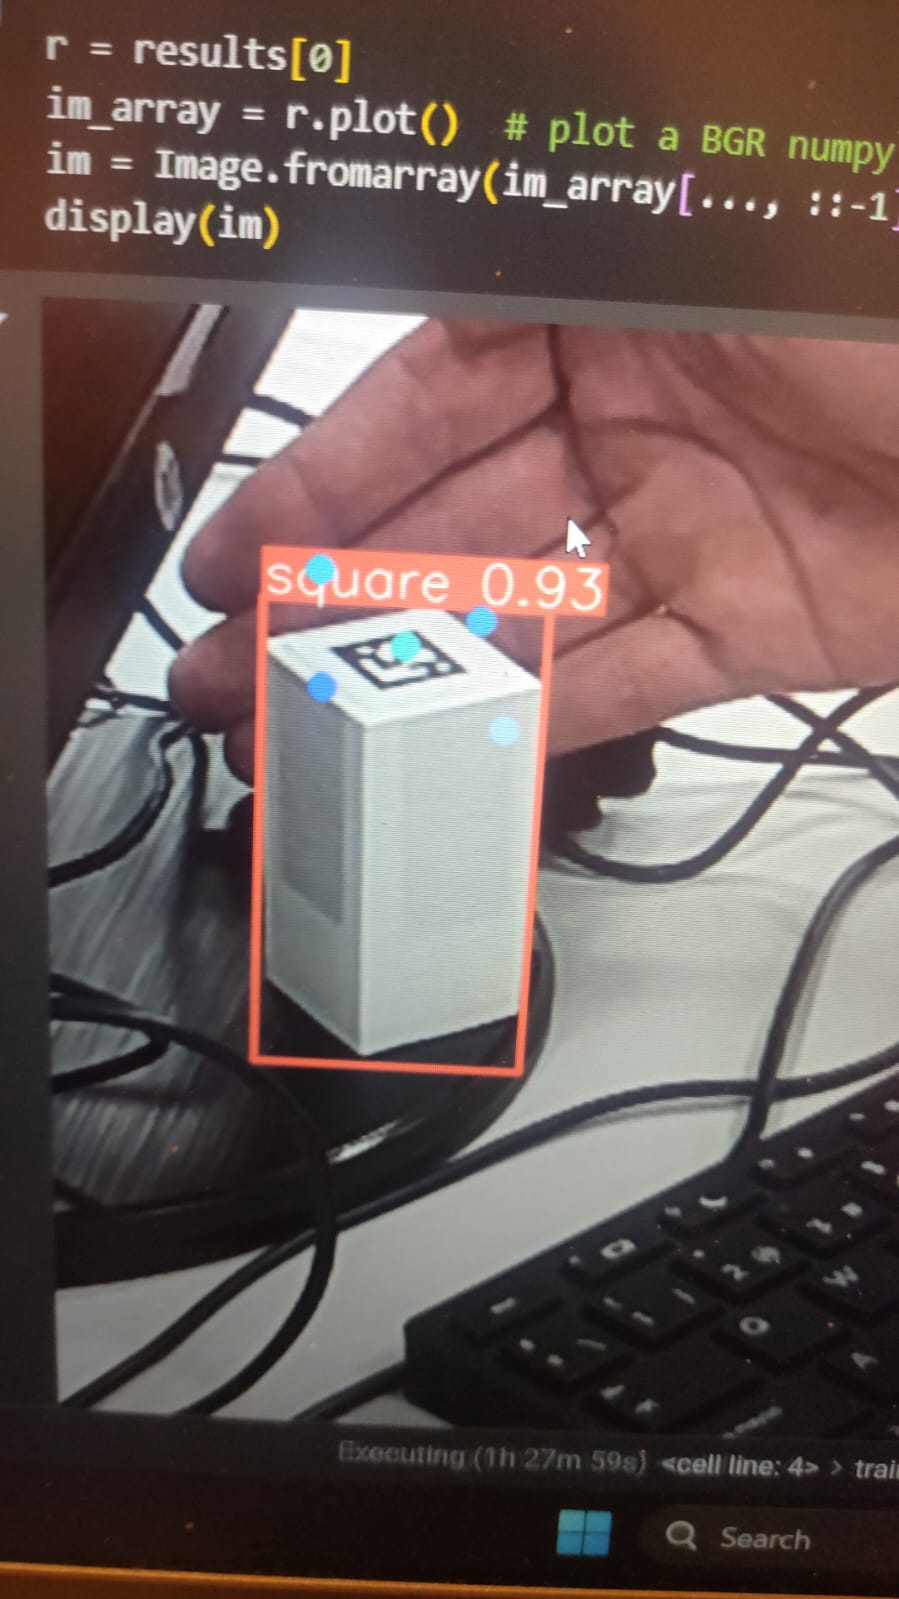 r = results[0]
im_array = r.plot() # plot a BGR numpy
im = Image.fromarray(im_array[..., ::-1]
display(im)
square 0.93
2 @
W
A
Executing (1h 27m 59s) <cell line: 4> > trai
Search